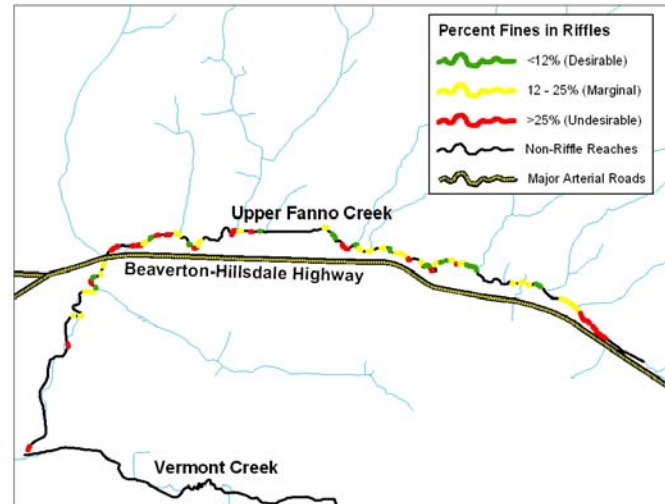 Percent Fines in Riffles
<12% (Desirable)
12 - 25% (Marginal)
>25% (Undesirable)
Non-Riffle Reaches
Major Arterial Roads
Upper Fanno Creek
Beaverton-Hillsdale Highway
Vermont Creek